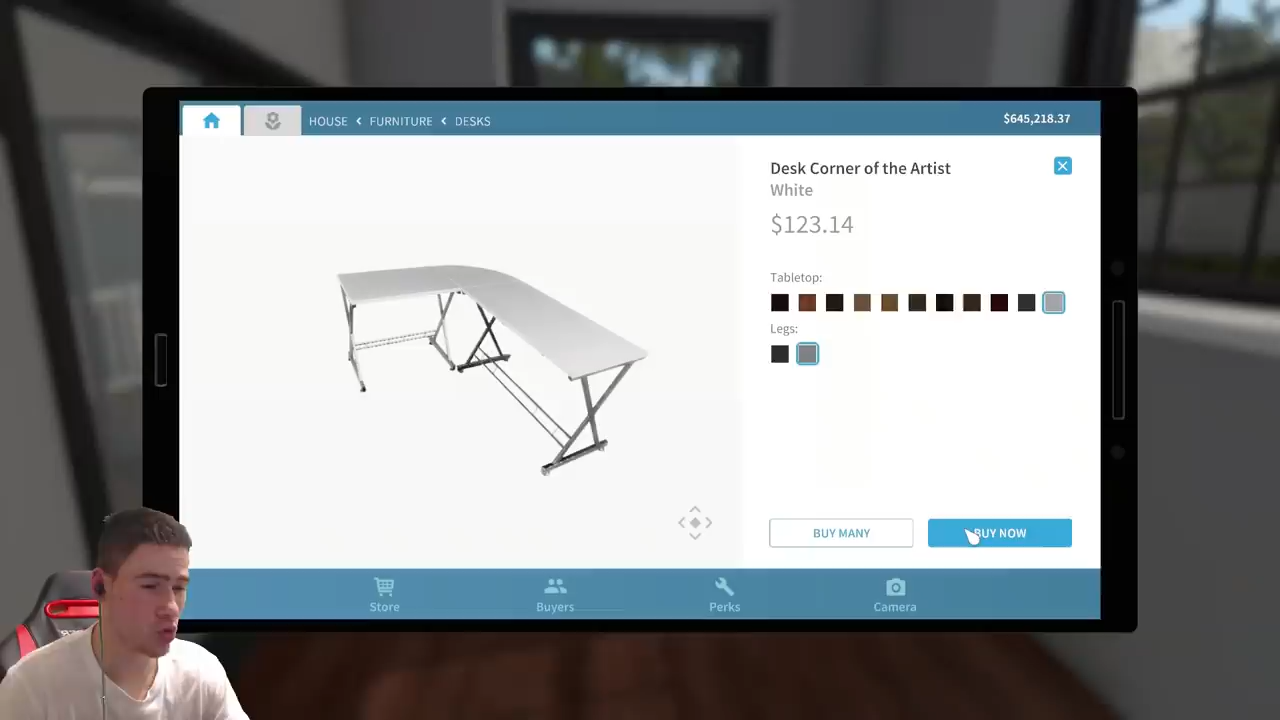 HOUSE < FURNITURE < DESKS
$645,218.37
Desk Corner of the Artist
White
$123.14
Tabletop:
Legs:
BUY MANY
BUY NOW
Store
Buyers
Perks
Camera